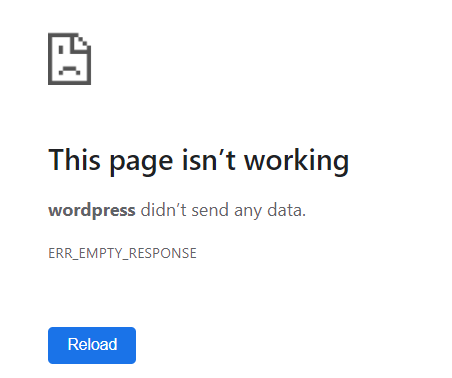 This page isn’t working
wordpress didn’t send any data.
ERR_EMPTY_RESPONSE
Reload